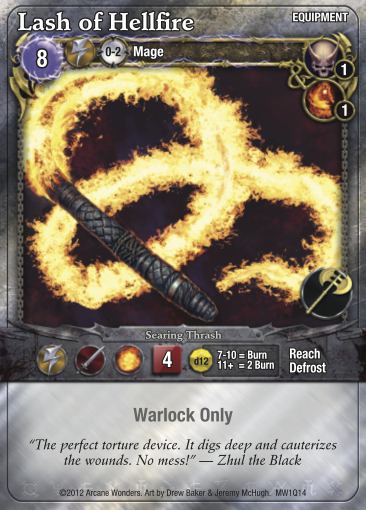 Lash of Hellfire
EQUIPMENT
8 0-2 Mage
1
1
Searing Thrash
4 d12 7-10 = Burn
11+ = 2 Burn
Reach
Defrost
Warlock Only
“The perfect torture device. It digs deep and cauterizes
the wounds. No mess!” — Zhul the Black
©2012 Arcane Wonders. Art by Drew Baker & Jeremy McHugh. MW1Q14